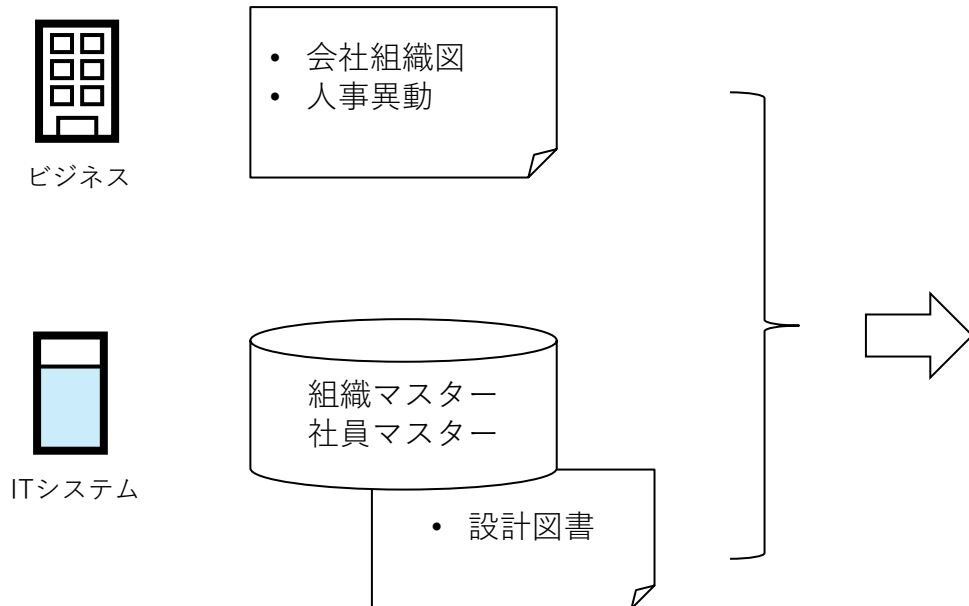 • 会社組織図
• 人事異動
ビジネス
組織マスター
社員マスター
ITシステム
• 設計図書